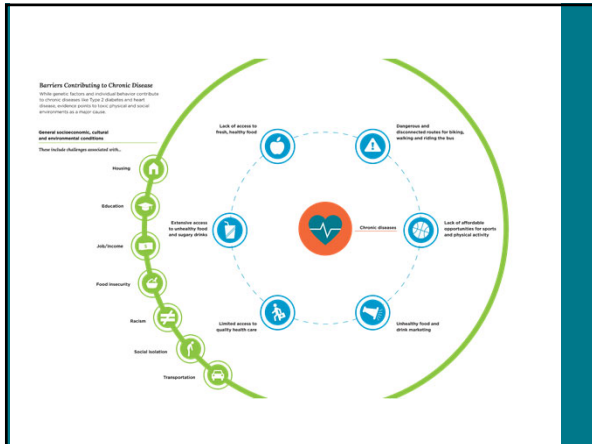 Barriers Contributing to Chronic Disease
While genetic factors and individual behavior contribute
to chronic diseases like Type 2 diabetes and heart
disease, evidence points to toxic physical and social
environments as a major cause.
General socioeconomic, cultural
and environmental conditions
These include challenges associated with...
Housing
Education
Job/income
Food insecurity
Racism
Social isolation
Transportation
Lack of access to
fresh, healthy food
Dangerous and
disconnected routes for biking,
walking and riding the bus
Extensive access
to unhealthy food
and sugary drinks
Chronic diseases
Lack of affordable
opportunities for sports
and physical activity
Limited access to
quality health care
Unhealthy food and
drink marketing